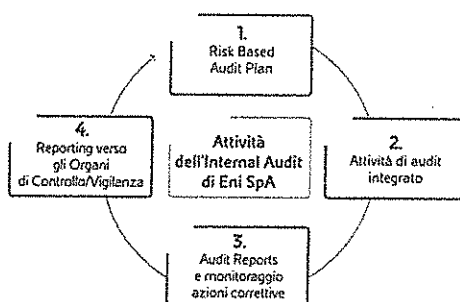 1.
Risk Based
Audit Plan
4.
Reporting verso
gli Organi
di Controllo/Vigilanza
Attività
dell'Internal Audit
di Eni SpA
2.
Attività di audit
integrato
3.
Audit Reports
e monitoraggio
azioni correttive